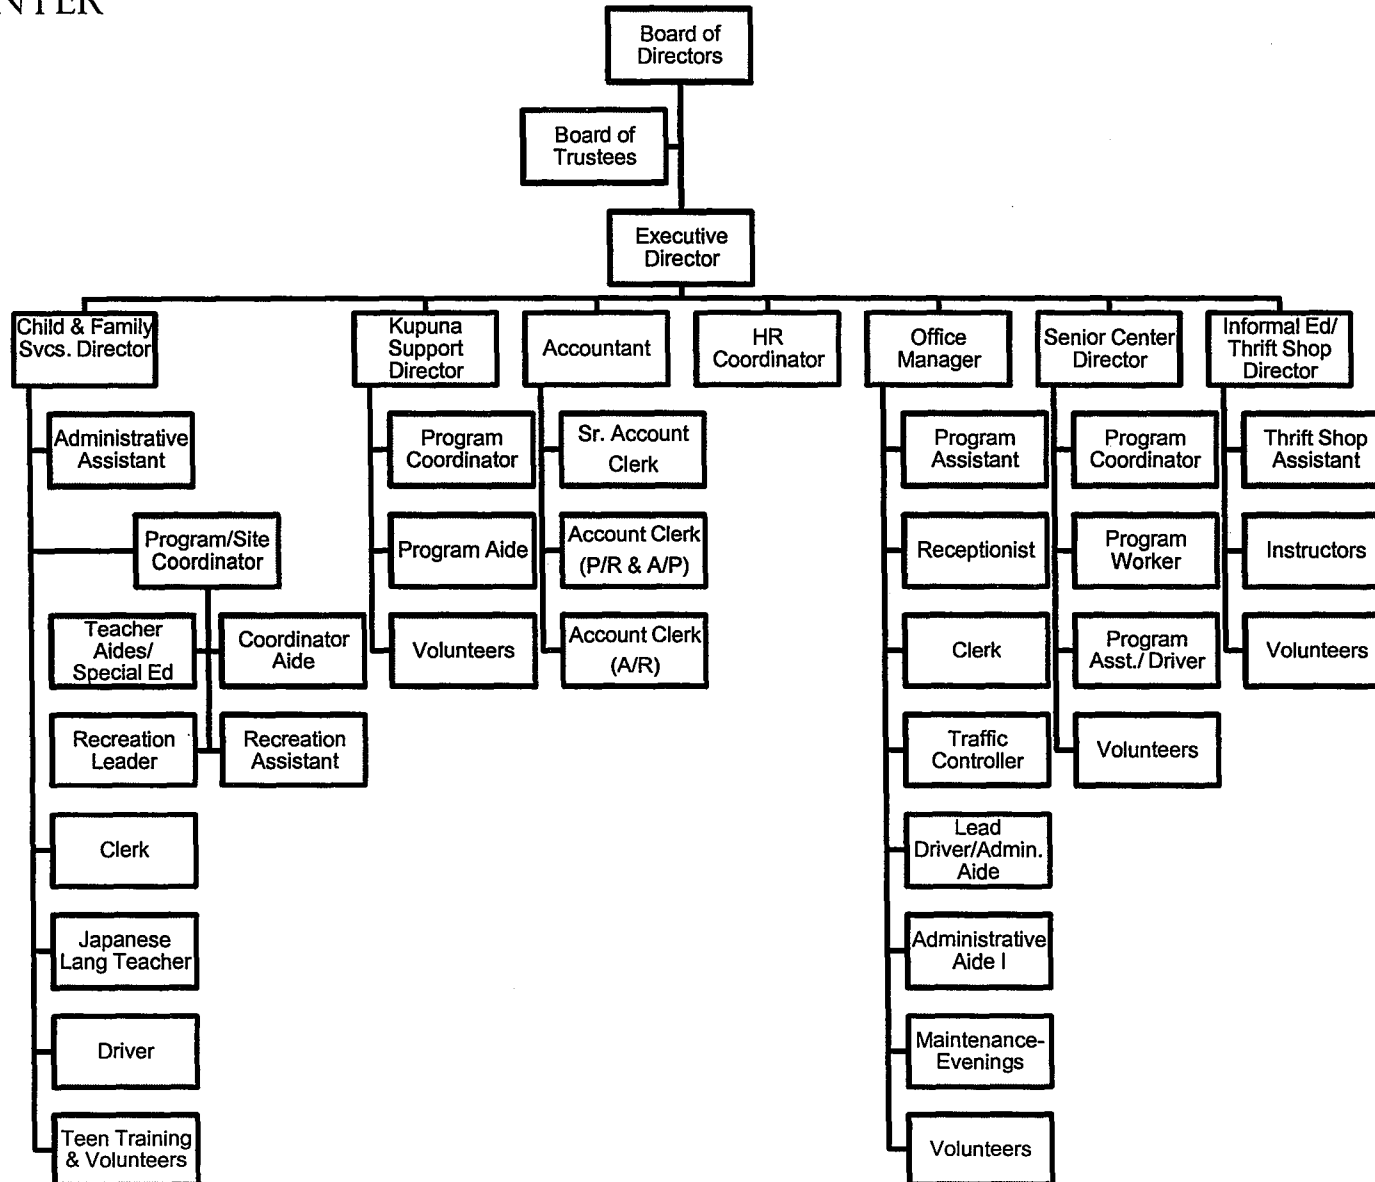 Board of
Directors
Board of
Trustees
Executive
Director
Child & Family
Svcs. Director
Kupuna
Support
Director
Accountant
HR
Coordinator
Office
Manager
Senior Center
Director
Informal Ed/
Thrift Shop
Director
Administrative
Assistant
Program/Site
Coordinator
Teacher
Aides/
Special Ed
Coordinator
Aide
Recreation
Leader
Recreation
Assistant
Clerk
Japanese
Lang Teacher
Driver
Teen Training
& Volunteers
Program
Coordinator
Program Aide
Volunteers
Sr. Account
Clerk
Account Clerk
(P/R & A/P)
Account Clerk
(A/R)
Program
Assistant
Receptionist
Clerk
Traffic
Controller
Lead
Driver/Admin.
Aide
Administrative
Aide I
Maintenance-
Evenings
Volunteers
Program
Coordinator
Program
Worker
Program
Asst./ Driver
Volunteers
Thrift Shop
Assistant
Instructors
Volunteers